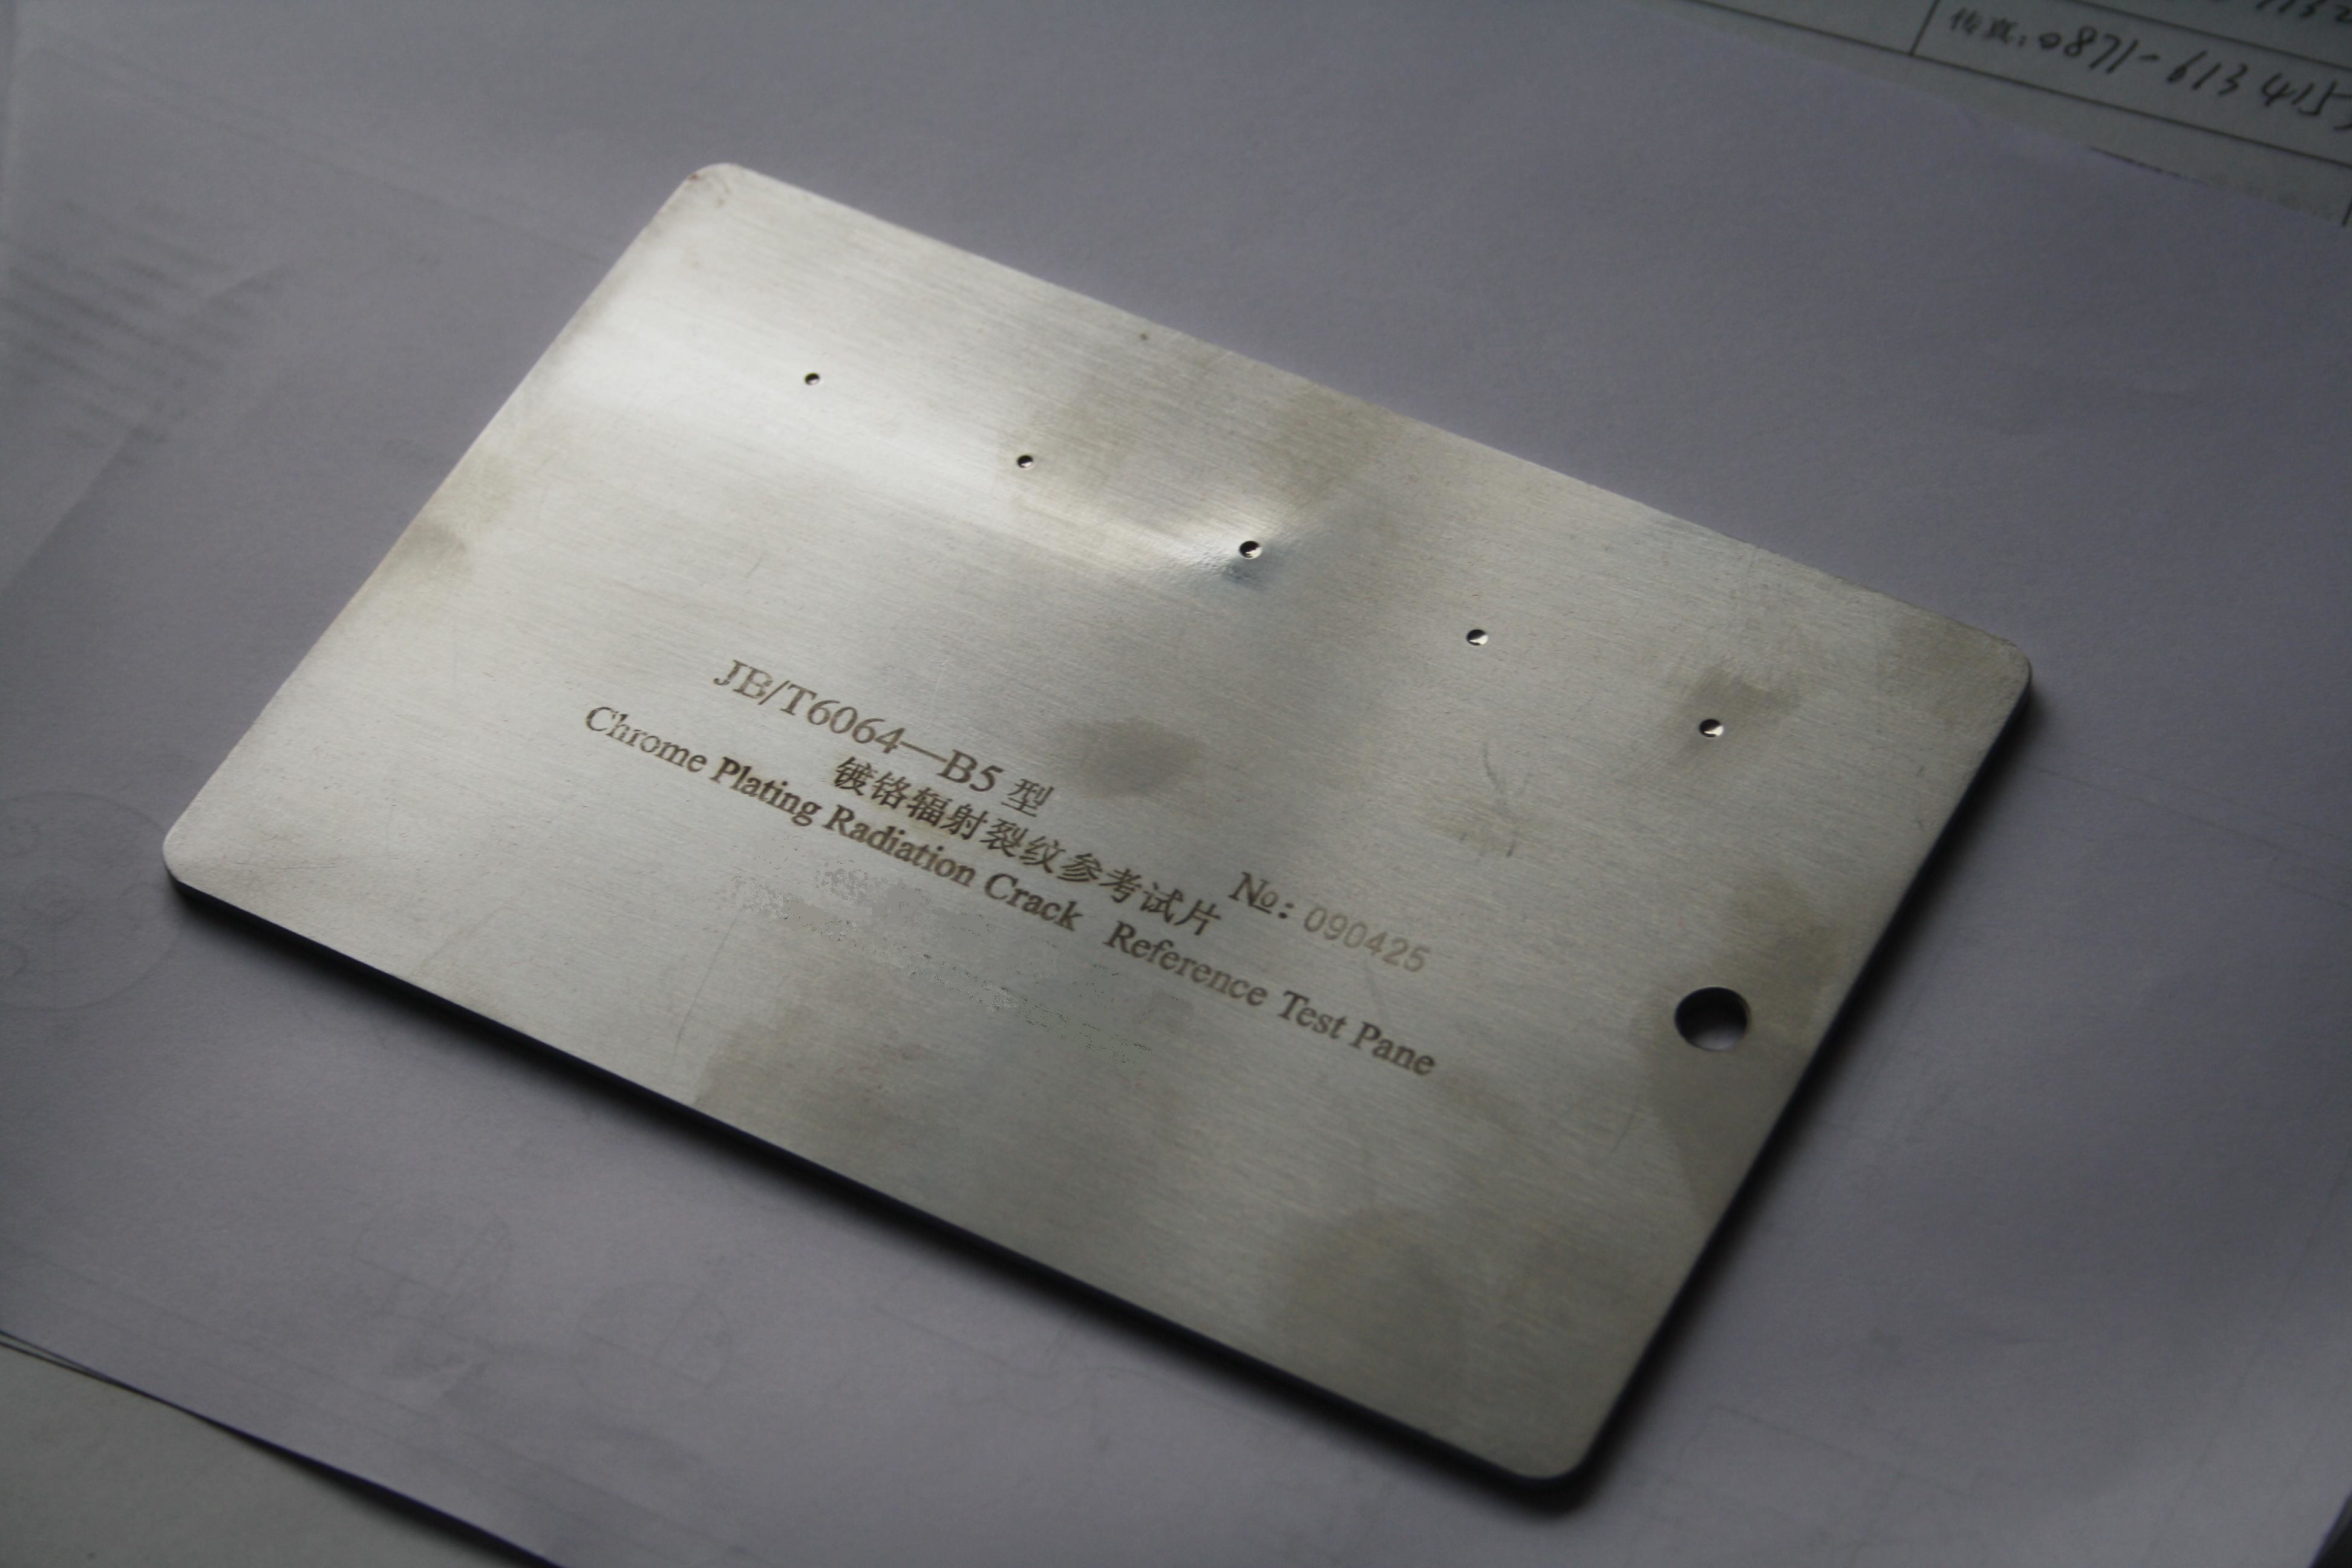 传真: 0871-613415
JB/T6064—B5 型
镀铬辐射裂纹参考试片
№: 090425
Chrome Plating Radiation Crack Reference Test Pane